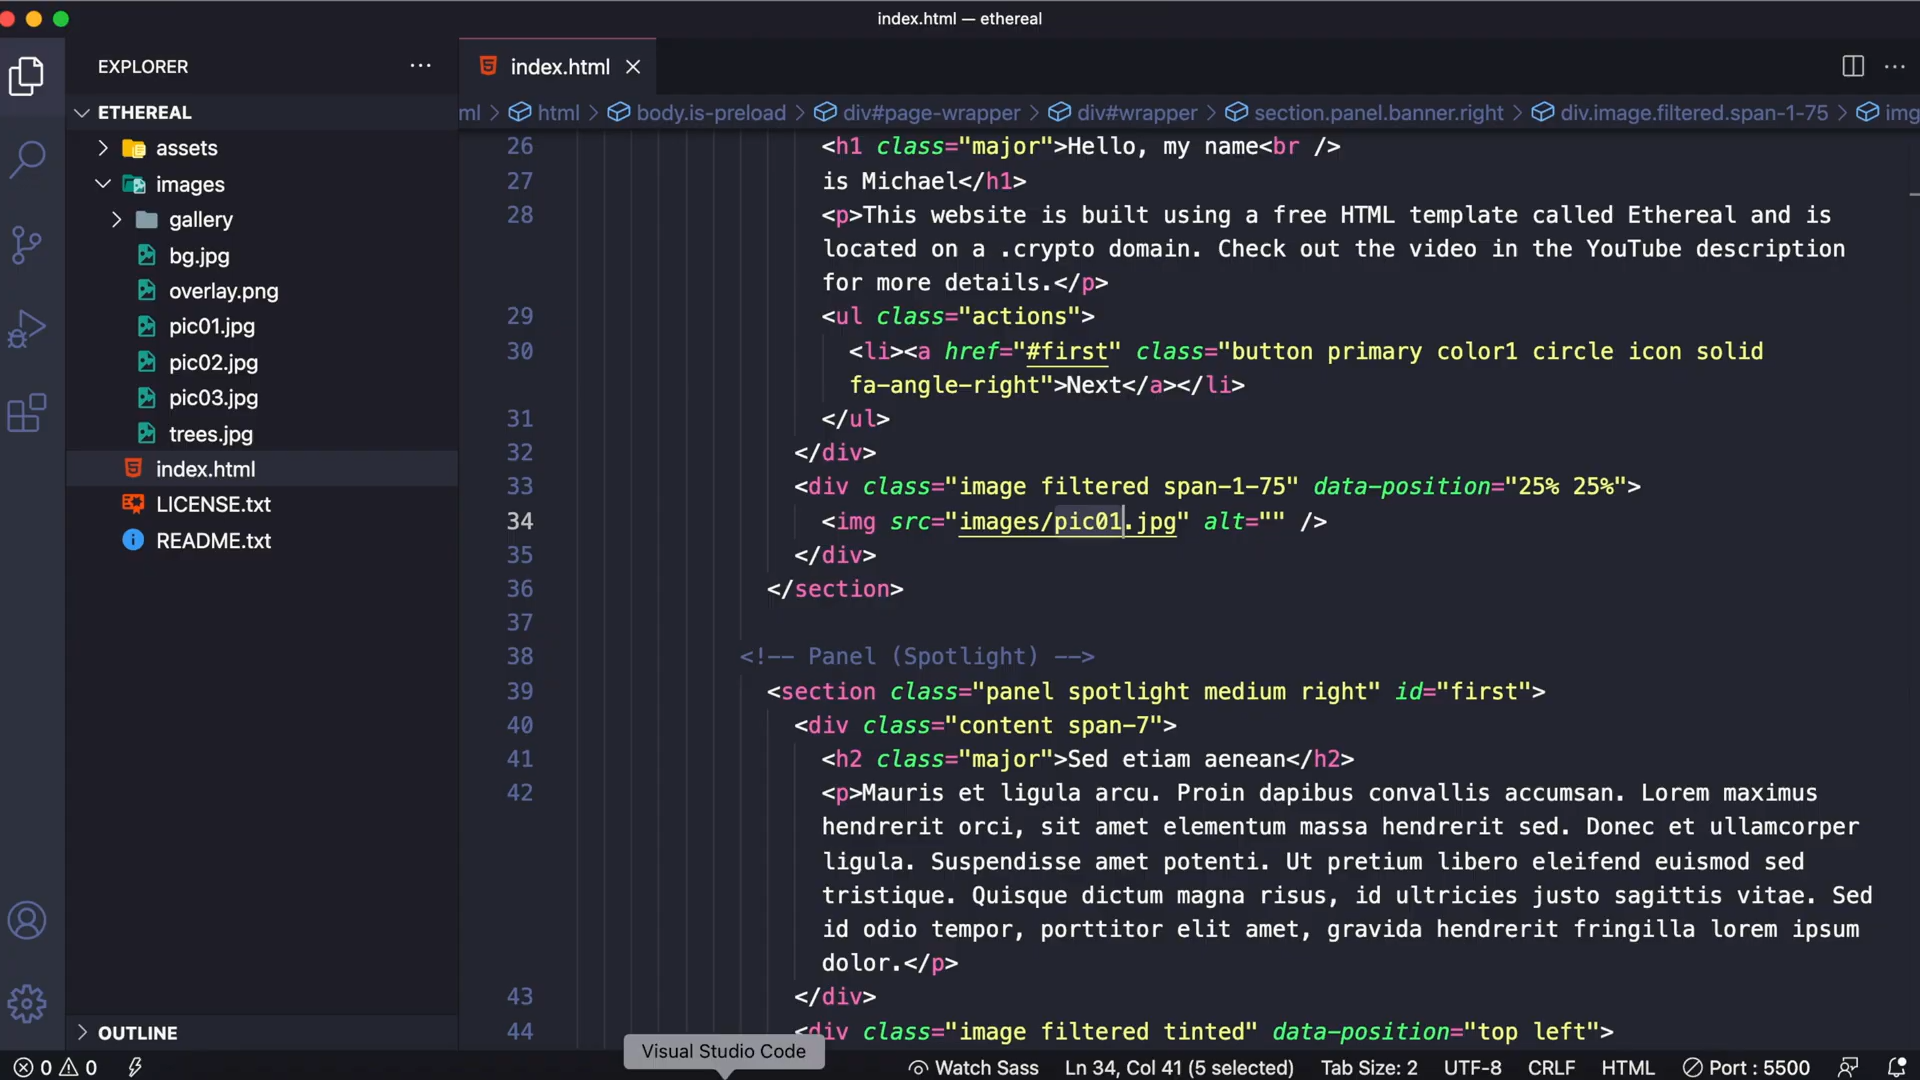 index.html — ethereal
EXPLORER
index.html
ETHEREAL
ml > html > body.is-preload > div#page-wrapper > div#wrapper > section.panel.banner.right > div.image.filtered.span-1-75 > img
assets
images
gallery
bg.jpg
overlay.png
pic01.jpg
pic02.jpg
pic03.jpg
trees.jpg
index.html
LICENSE.txt
README.txt
OUTLINE
26 <h1 class="major">Hello, my name<br />
27 is Michael</h1>
28 <p>This website is built using a free HTML template called Ethereal and is
located on a .crypto domain. Check out the video in the YouTube description
for more details.</p>
29 <ul class="actions">
30 <li><a href="#first" class="button primary color1 circle icon solid
fa-angle-right">Next</a></li>
31 </ul>
32 </div>
33 <div class="image filtered span-1-75" data-position="25% 25%">
34 <img src="images/pic01.jpg" alt="" />
35 </div>
36 </section>
37
38 <!-- Panel (Spotlight) -->
39 <section class="panel spotlight medium right" id="first">
40 <div class="content span-7">
41 <h2 class="major">Sed etiam aenean</h2>
42 <p>Mauris et ligula arcu. Proin dapibus convallis accumsan. Lorem maximus
hendrerit orci, sit amet elementum massa hendrerit sed. Donec et ullamcorper
ligula. Suspendisse amet potenti. Ut pretium libero eleifend euismod sed
tristique. Quisque dictum magna risus, id ultricies justo sagittis vitae. Sed
id odio tempor, porttitor elit amet, gravida hendrerit fringilla lorem ipsum
dolor.</p>
43 </div>
44 <div class="image filtered tinted" data-position="top left">
Visual Studio Code
0 0 Watch Sass Ln 34, Col 41 (5 selected) Tab Size: 2 UTF-8 CRLF HTML Port : 5500